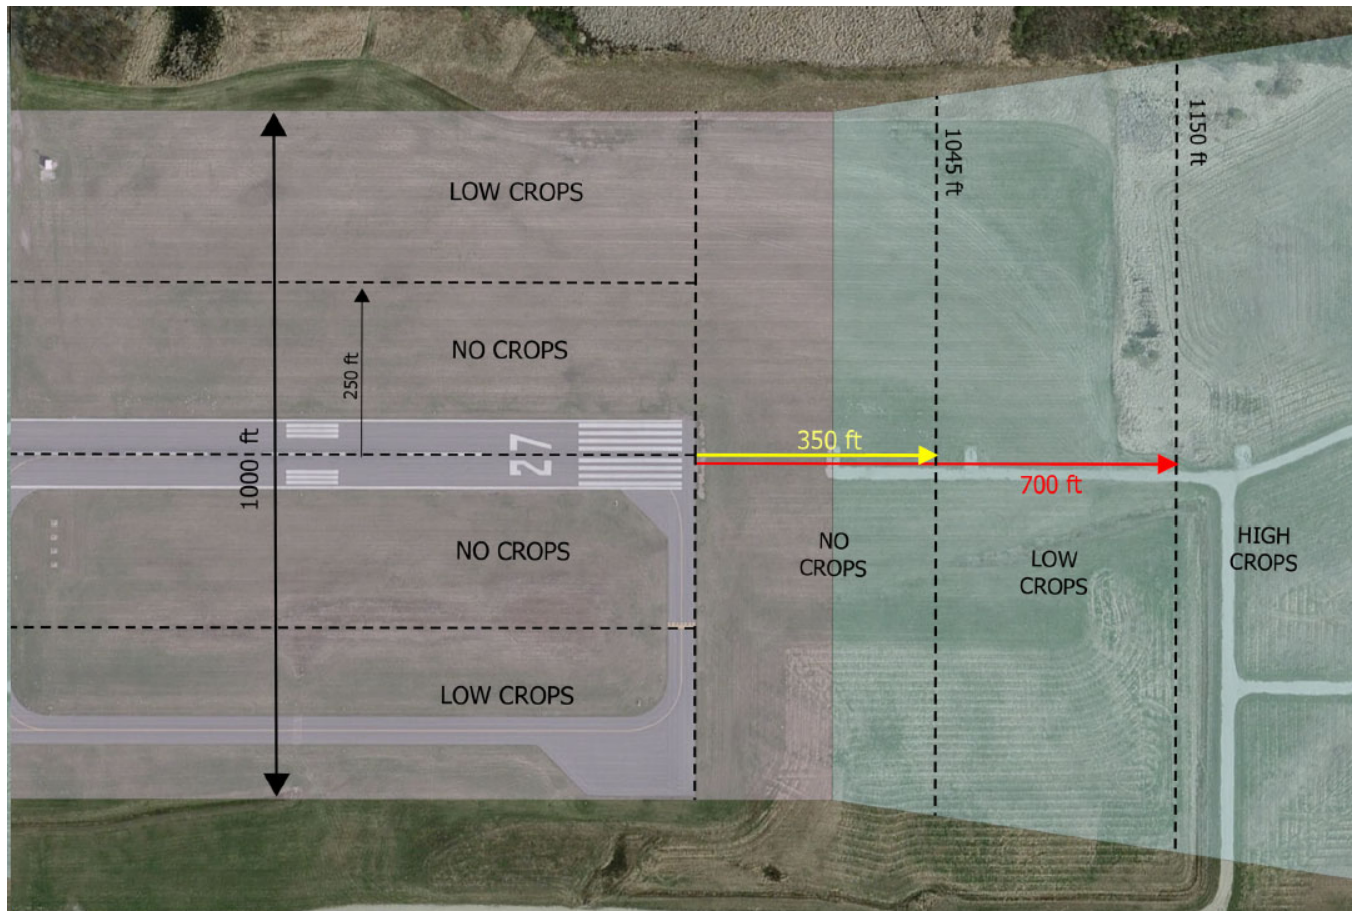 LOW CROPS
NO CROPS
250 ft
1000 ft
27
NO CROPS
LOW CROPS
350 ft
700 ft
1045 ft
1150 ft
NO
CROPS
LOW
CROPS
HIGH
CROPS